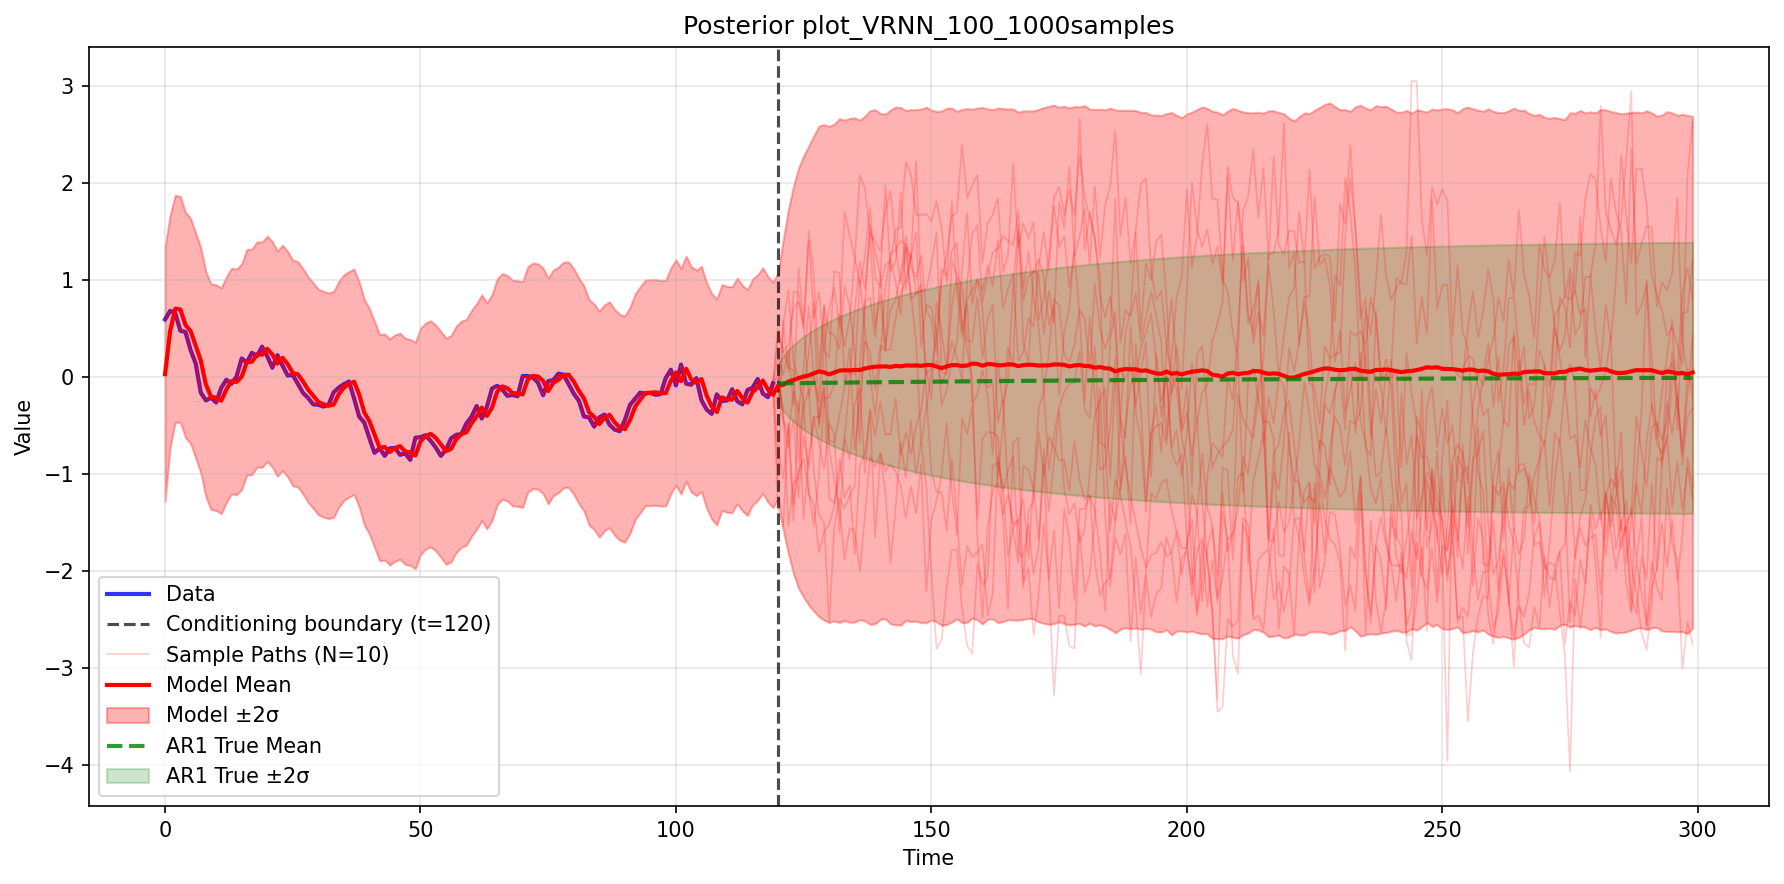 Posterior plot_VRNN_100_1000samples
Value
3
2
1
0
−1
−2
−3
−4
Data
Conditioning boundary (t=120)
Sample Paths (N=10)
Model Mean
Model ±2σ
AR1 True Mean
AR1 True ±2σ
0 50 100 150 200 250 300
Time